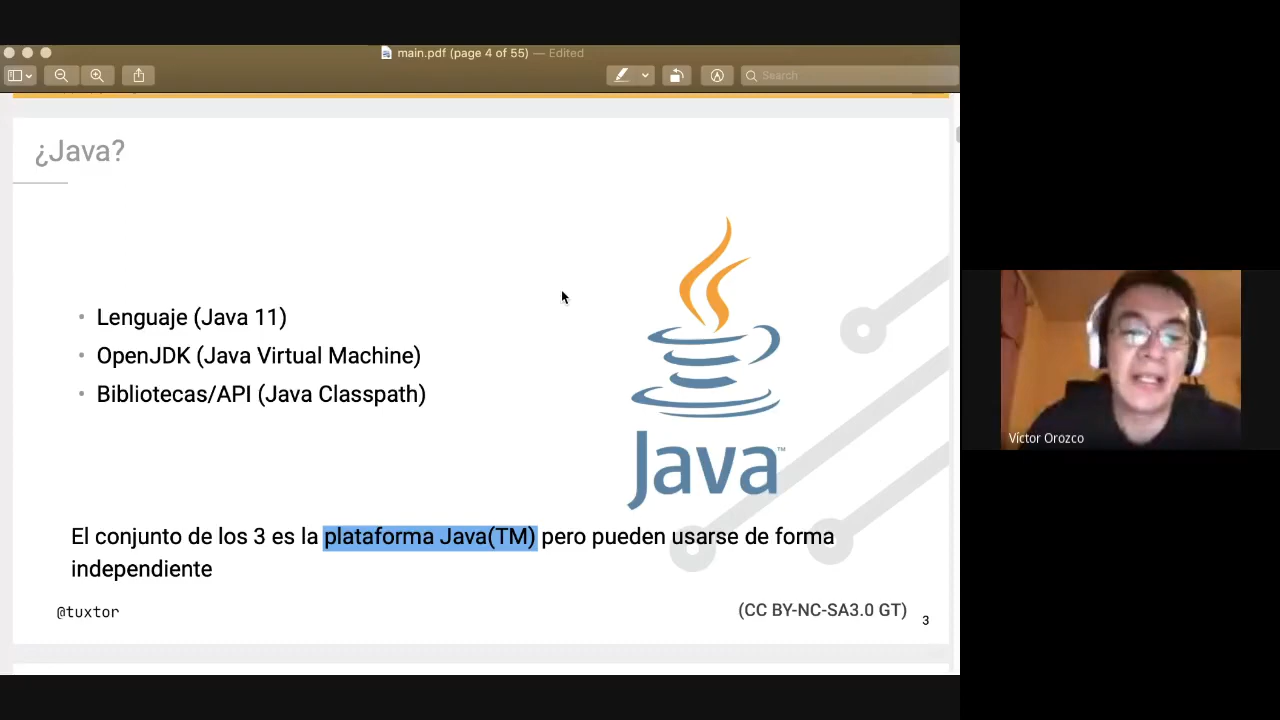 main.pdf (page 4 of 55) — Edited
Search
¿Java?
• Lenguaje (Java 11)
• OpenJDK (Java Virtual Machine)
• Bibliotecas/API (Java Classpath)
Java™
El conjunto de los 3 es la plataforma Java(TM) pero pueden usarse de forma
independiente
@tuxtor
(CC BY-NC-SA3.0 GT)
3
Víctor Orozco